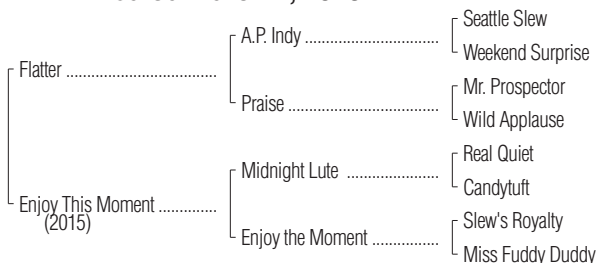 Seattle Slew
A.P. Indy ..................................
Weekend Surprise
Flatter ......................................
Mr. Prospector
Praise ......................................
Wild Applause
Real Quiet
Midnight Lute .........................
Candytuft
Enjoy This Moment ..............
(2015)
Slew's Royalty
Enjoy the Moment .................
Miss Fuddy Duddy